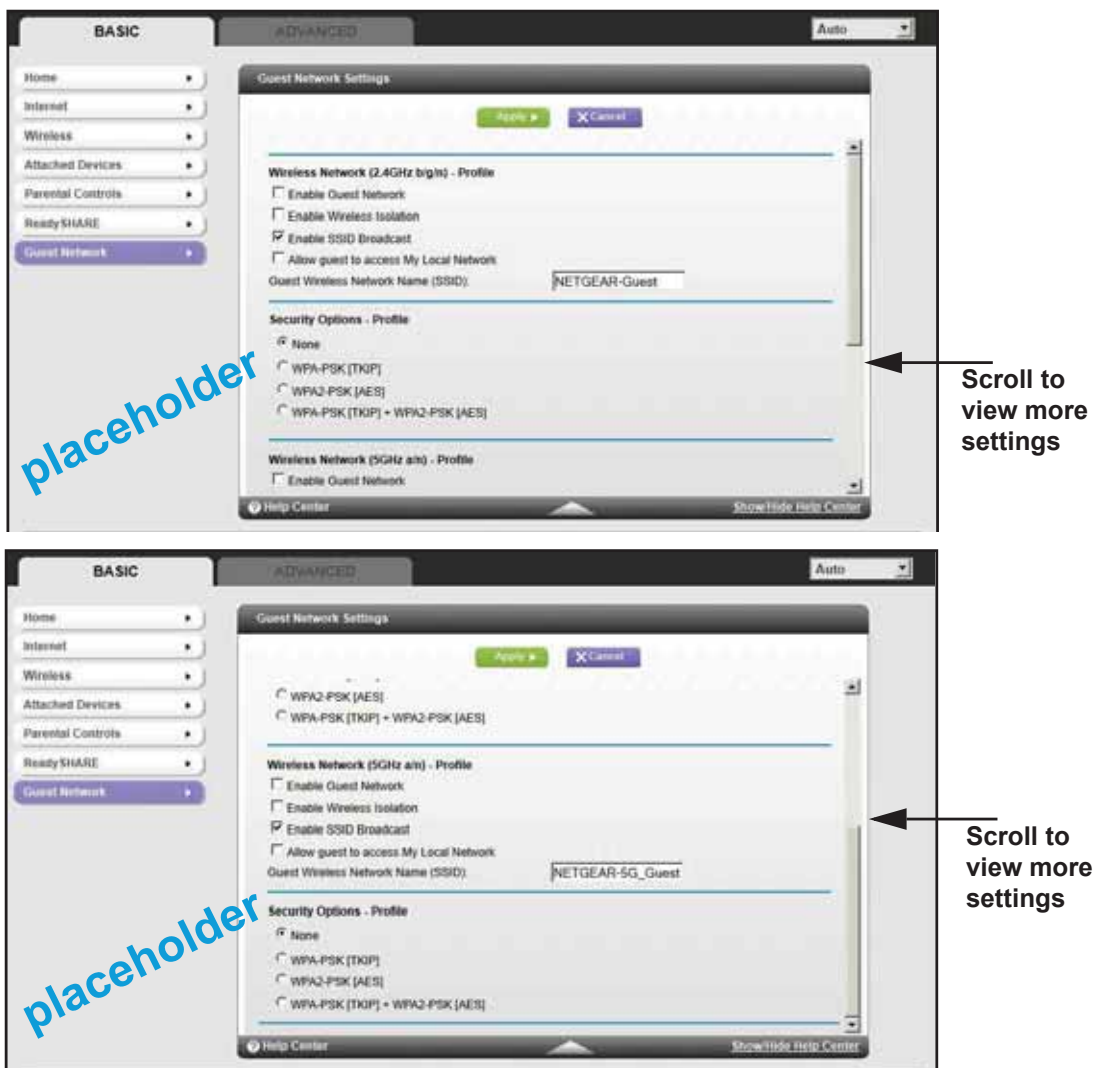 BASIC
ADVANCED
Auto
Home
Internet
Wireless
Attached Devices
Parental Controls
ReadySHARE
Guest Network
Guest Network Settings
Apply
Cancel
Wireless Network (2.4GHz b/g/n) - Profile
Enable Guest Network
Enable Wireless Isolation
Enable SSID Broadcast
Allow guest to access My Local Network
Guest Wireless Network Name (SSID): NETGEAR-Guest
Security Options - Profile
None
WPA-PSK [TKIP]
WPA2-PSK [AES]
WPA-PSK [TKIP] + WPA2-PSK [AES]
Wireless Network (5GHz a/n) - Profile
Enable Guest Network
Help Center
Show/Hide Help Center
placeholder
Scroll to
view more
settings
BASIC
ADVANCED
Auto
Home
Internet
Wireless
Attached Devices
Parental Controls
ReadySHARE
Guest Network
Guest Network Settings
Apply
Cancel
WPA2-PSK [AES]
WPA-PSK [TKIP] + WPA2-PSK [AES]
Wireless Network (5GHz a/n) - Profile
Enable Guest Network
Enable Wireless Isolation
Enable SSID Broadcast
Allow guest to access My Local Network
Guest Wireless Network Name (SSID): NETGEAR-5G_Guest
Security Options - Profile
None
WPA-PSK [TKIP]
WPA2-PSK [AES]
WPA-PSK [TKIP] + WPA2-PSK [AES]
Help Center
Show/Hide Help Center
placeholder
Scroll to
view more
settings